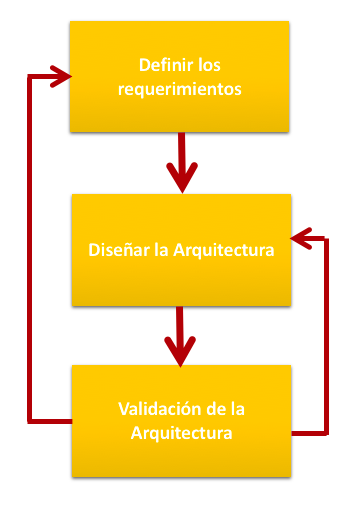 Definir los
requerimientos
Diseñar la Arquitectura
Validación de la
Arquitectura